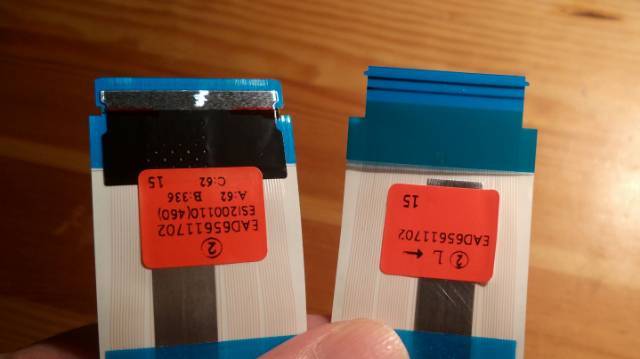 ②
EAD65611702
ESI200110(460)
A:62 B:336
C:62 15
② L →
EAD65611702
15